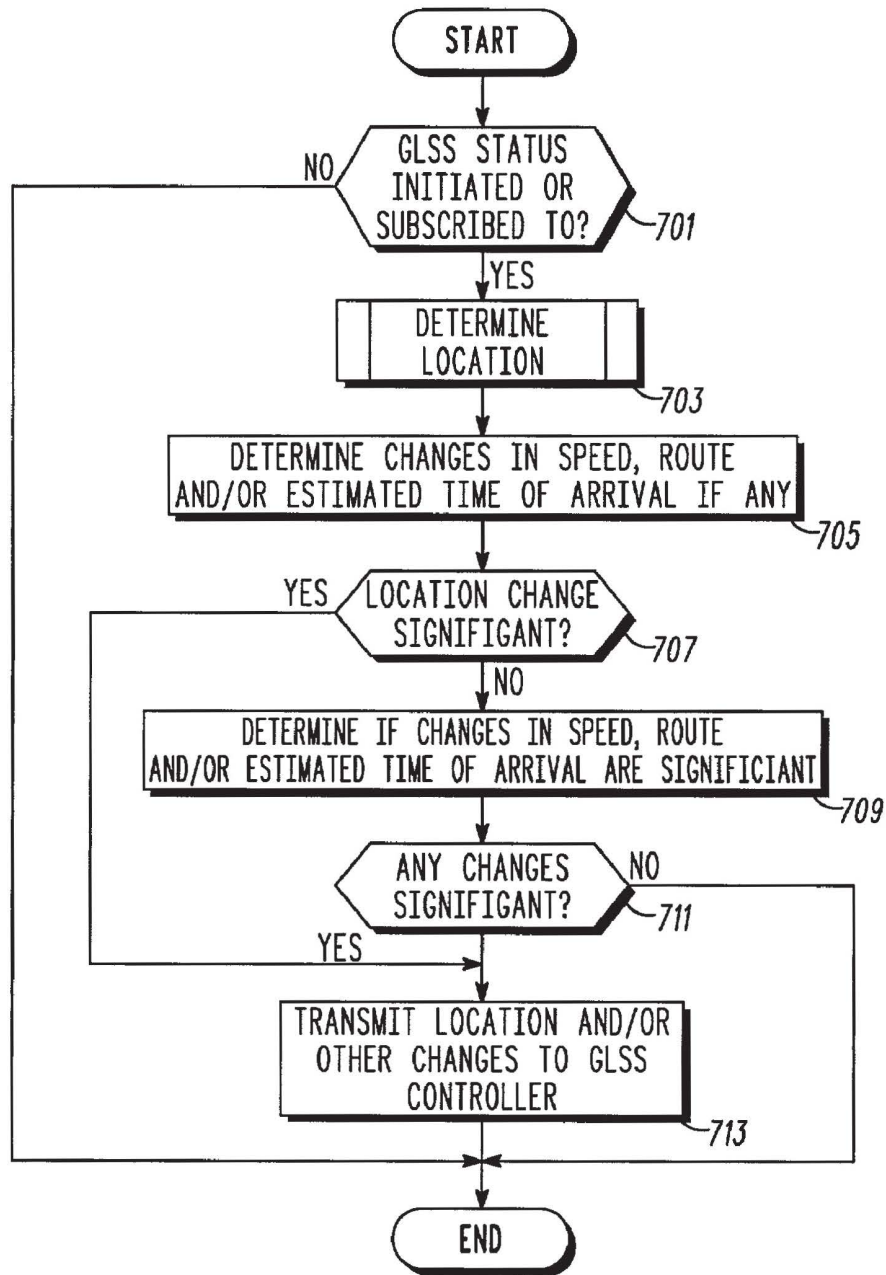 START
GLSS STATUS
INITIATED OR
SUBSCRIBED TO?
NO
701
YES
DETERMINE
LOCATION
703
DETERMINE CHANGES IN SPEED, ROUTE
AND/OR ESTIMATED TIME OF ARRIVAL IF ANY
705
YES
LOCATION CHANGE
SIGNIFIGANT?
707
NO
DETERMINE IF CHANGES IN SPEED, ROUTE
AND/OR ESTIMATED TIME OF ARRIVAL ARE SIGNIFICIANT
709
ANY CHANGES
SIGNIFIGANT?
NO
711
YES
TRANSMIT LOCATION AND/OR
OTHER CHANGES TO GLSS
CONTROLLER
713
END